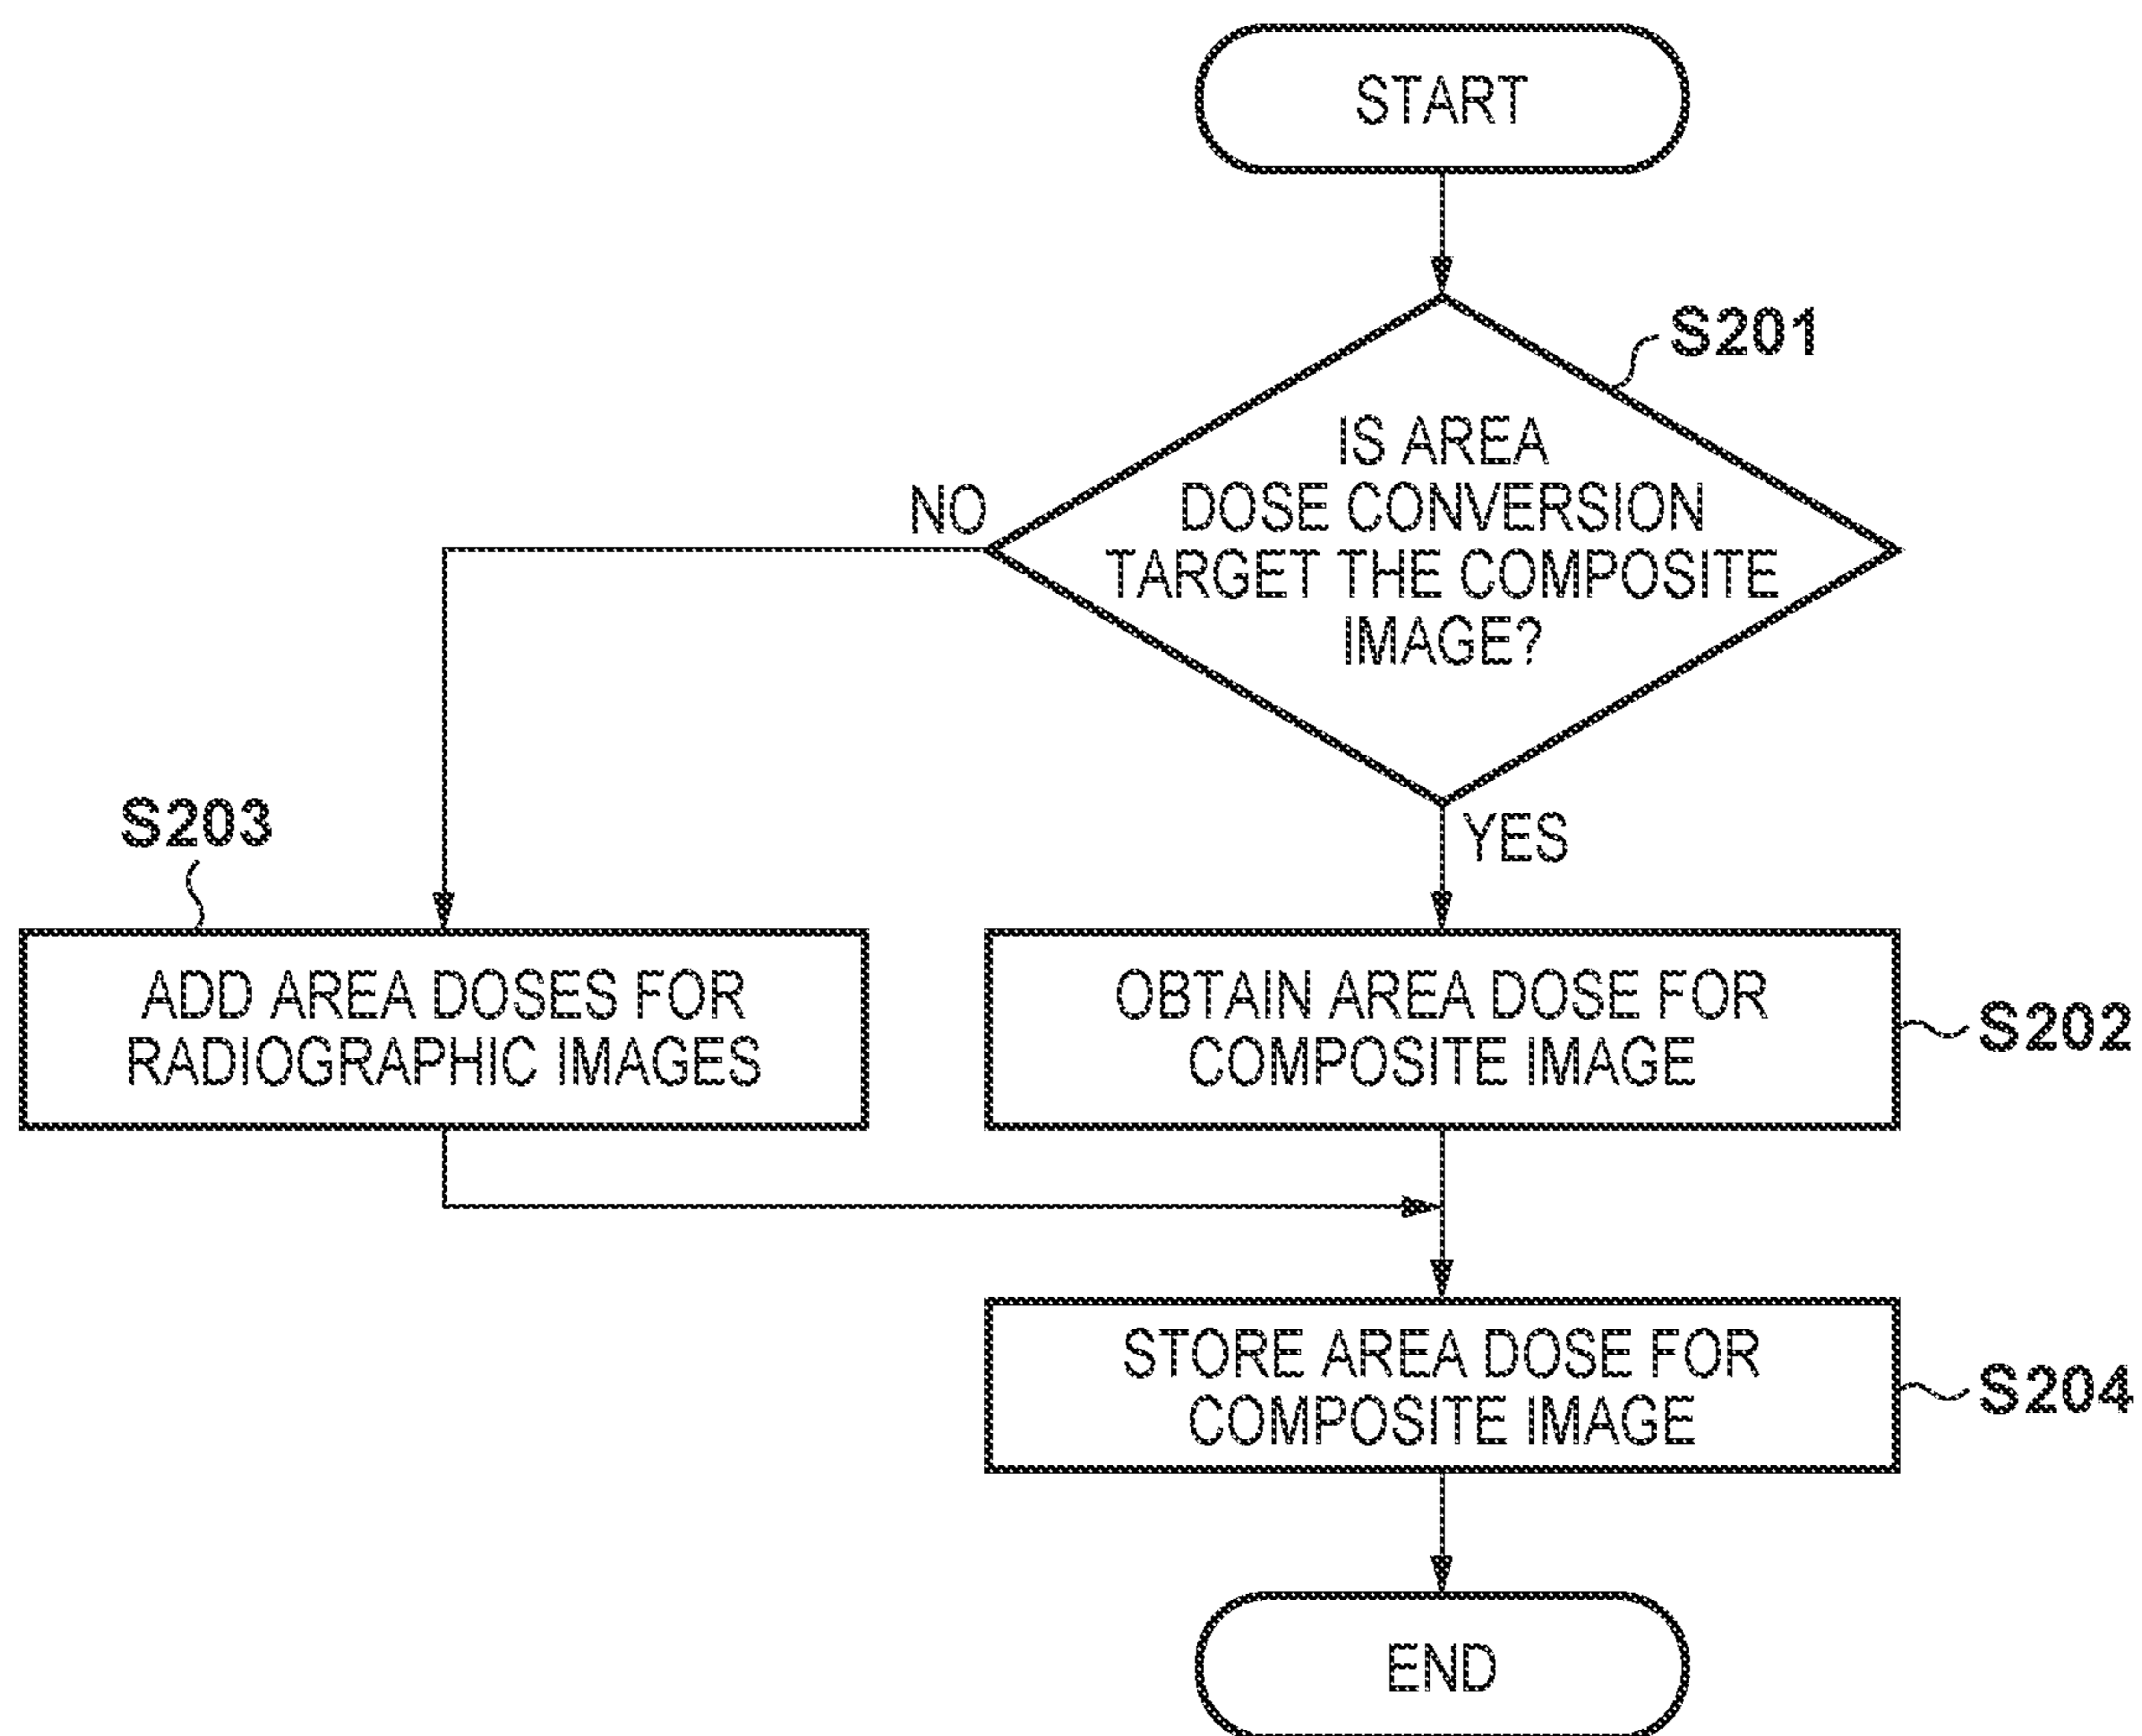 START
S201
IS AREA
DOSE CONVERSION
TARGET THE COMPOSITE
IMAGE?
NO
YES
S203
ADD AREA DOSES FOR
RADIOGRAPHIC IMAGES
OBTAIN AREA DOSE FOR
COMPOSITE IMAGE
S202
STORE AREA DOSE FOR
COMPOSITE IMAGE
S204
END